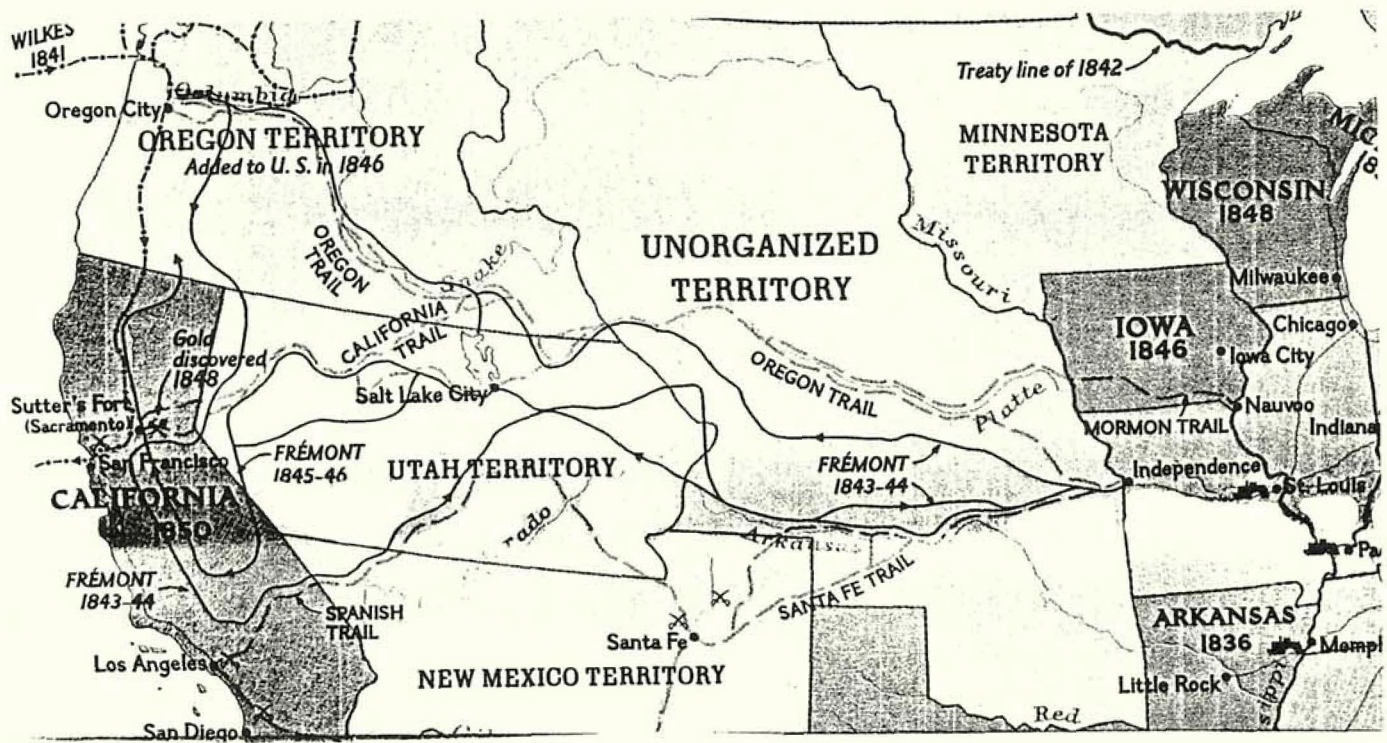 WILKES
1841
Columbia
Oregon City
OREGON TERRITORY
Added to U. S. in 1846
Treaty line of 1842
MINNESOTA
TERRITORY
WISCONSIN
1848
Milwaukee
Missouri
UNORGANIZED
TERRITORY
OREGON
TRAIL
Snake
CALIFORNIA
TRAIL
Gold
discovered
1848
Salt Lake City
OREGON TRAIL
Platte
IOWA
1846
Iowa City
Chicago
Nauvoo
MORMON TRAIL
Indiana
Sutter's Fort
(Sacramento)
San Francisco
CALIFORNIA
1850
FRÉMONT
1845-46
UTAH TERRITORY
FRÉMONT
1843-44
Independence
St. Louis
rado
Arkansas
SANTA FE TRAIL
FRÉMONT
1843-44
SPANISH
TRAIL
Santa Fe
Los Angeles
NEW MEXICO TERRITORY
San Diego
ARKANSAS
1836
Memph
Little Rock
Red